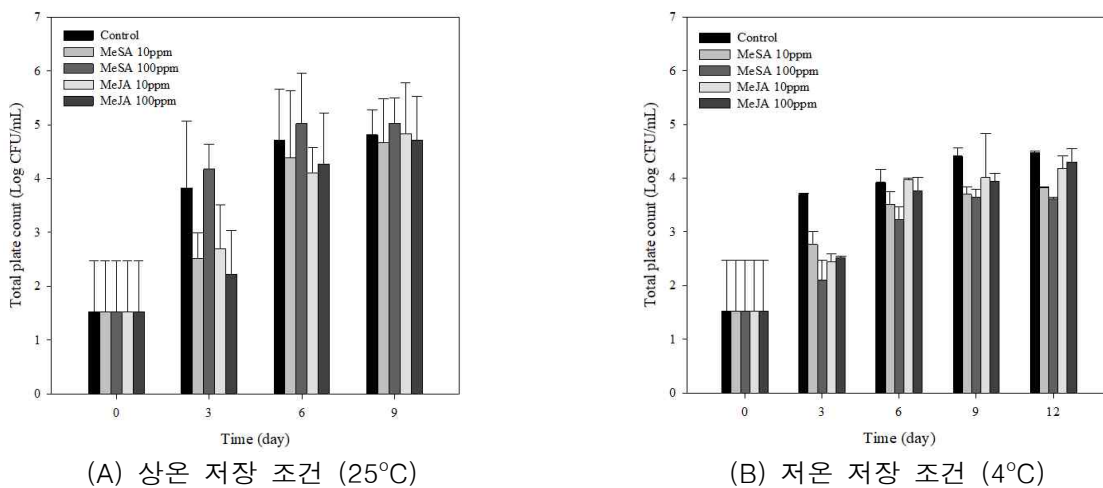 7
6
5
4
3
2
1
0
Total plate count (Log CFU/mL)
Control
MeSA 10ppm
MeSA 100ppm
MeJA 10ppm
MeJA 100ppm
0 3 6 9
Time (day)
(A) 상온 저장 조건 (25°C)
7
6
5
4
3
2
1
0
Total plate count (Log CFU/mL)
Control
MeSA 10ppm
MeSA 100ppm
MeJA 10ppm
MeJA 100ppm
0 3 6 9 12
Time (day)
(B) 저온 저장 조건 (4°C)